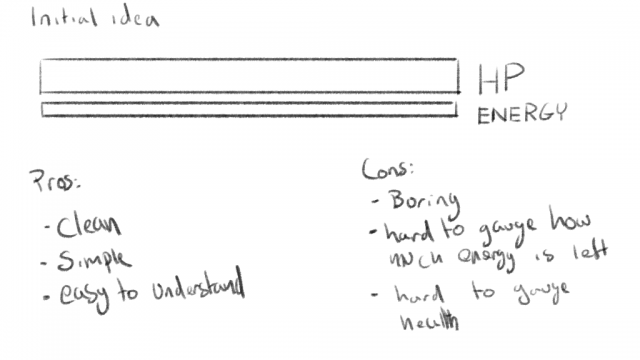 Initial idea
HP
ENERGY
Pros:
- Clean
- Simple
- easy to understand
Cons:
- Boring
- hard to gauge how
much energy is left
- hard to gauge
health